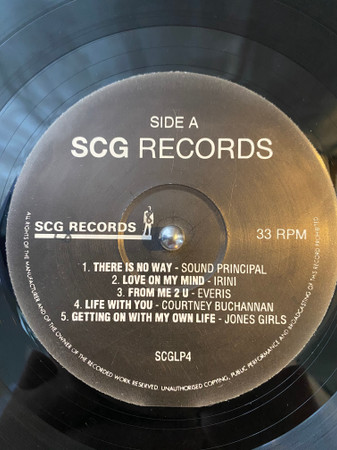 SIDE A
SCG RECORDS
SCG RECORDS
33 RPM
1. THERE IS NO WAY - SOUND PRINCIPAL
2. LOVE ON MY MIND - IRINI
3. FROM ME 2 U - EVERIS
4. LIFE WITH YOU - COURTNEY BUCHANNAN
5. GETTING ON WITH MY OWN LIFE - JONES GIRLS
SCGLP4
ALL RIGHTS OF THE MANUFACTURER AND OF THE OWNER OF THE RECORDED WORK RESERVED. UNAUTHORISED COPYING, PUBLIC PERFORMANCE AND BROADCASTING OF THIS RECORD PROHIBITED